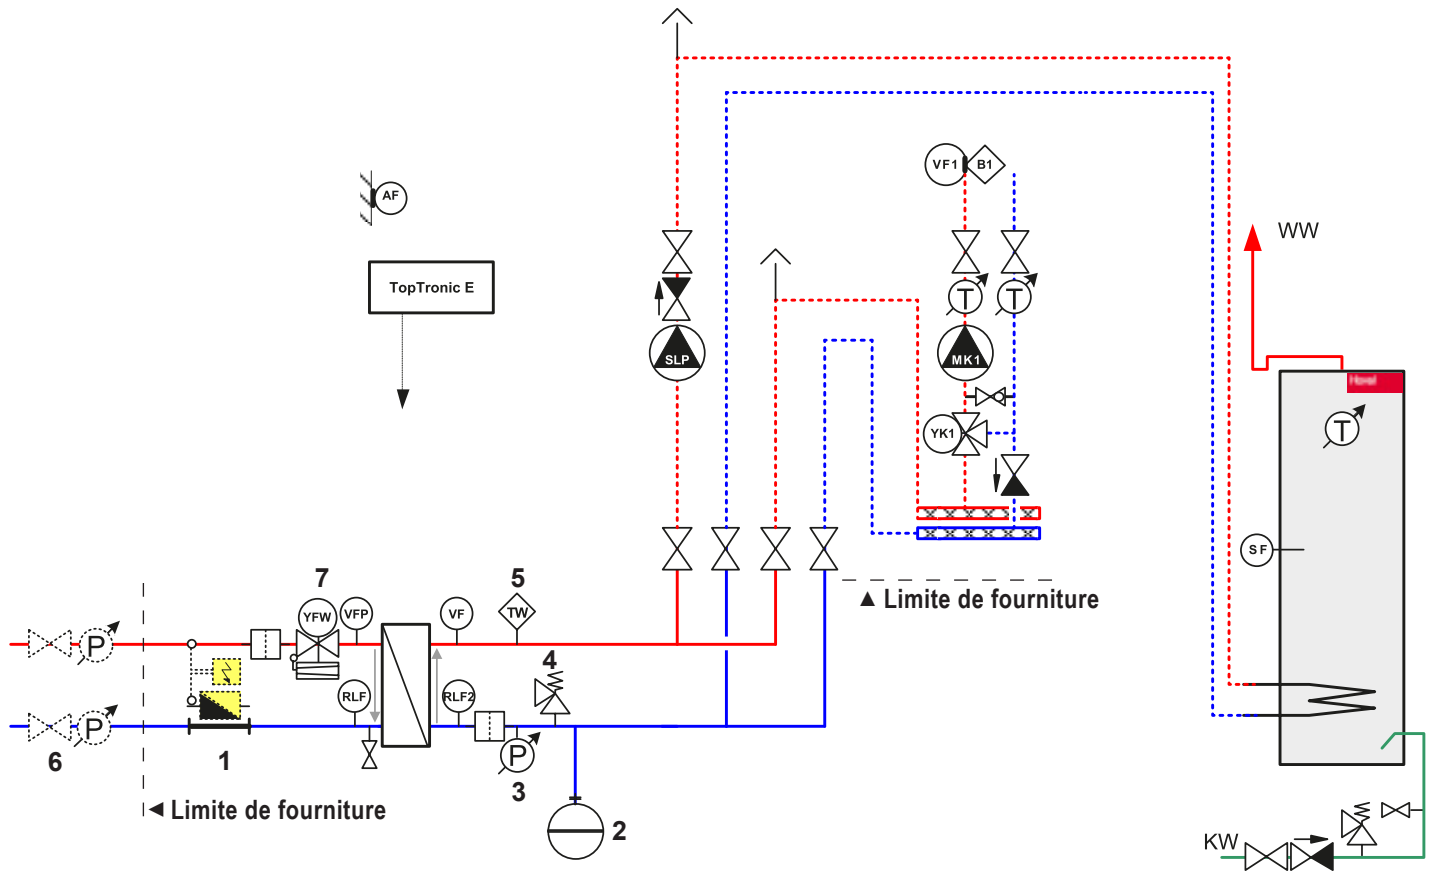 VF1
B1
AF
WW
TopTronic E
T
T
SLP
MK1
T
YK1
SF
7
5
YFW
VFP
VF
TW
▲ Limite de fourniture
P
4
RLF
RLF2
P
6
1
P
3
◄ Limite de fourniture
2
KW